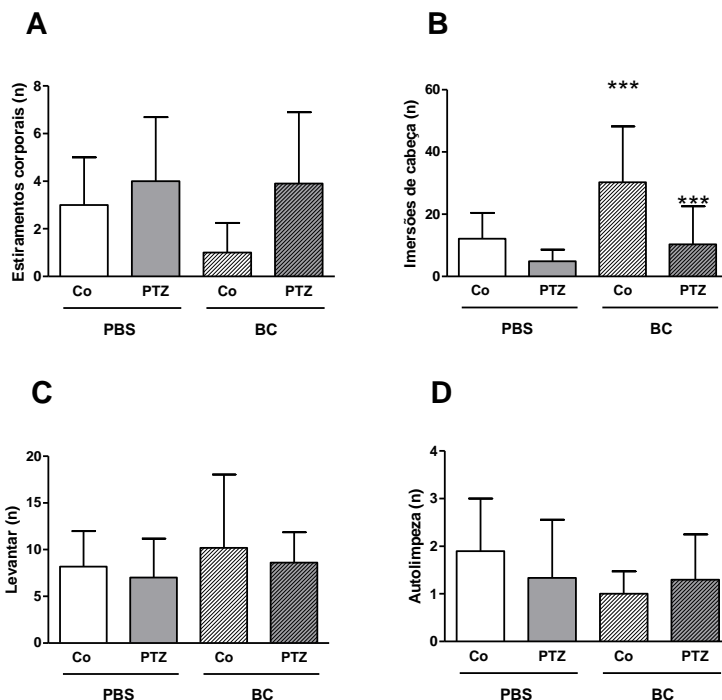 A
Estiramentos corporais (n)
8
6
4
2
0
Co PTZ Co PTZ
PBS BC
B
Imersões de cabeça (n)
60
40
20
0
***
***
Co PTZ Co PTZ
PBS BC
C
Levantar (n)
20
15
10
5
0
Co PTZ Co PTZ
PBS BC
D
Autolimpeza (n)
4
3
2
1
0
Co PTZ Co PTZ
PBS BC